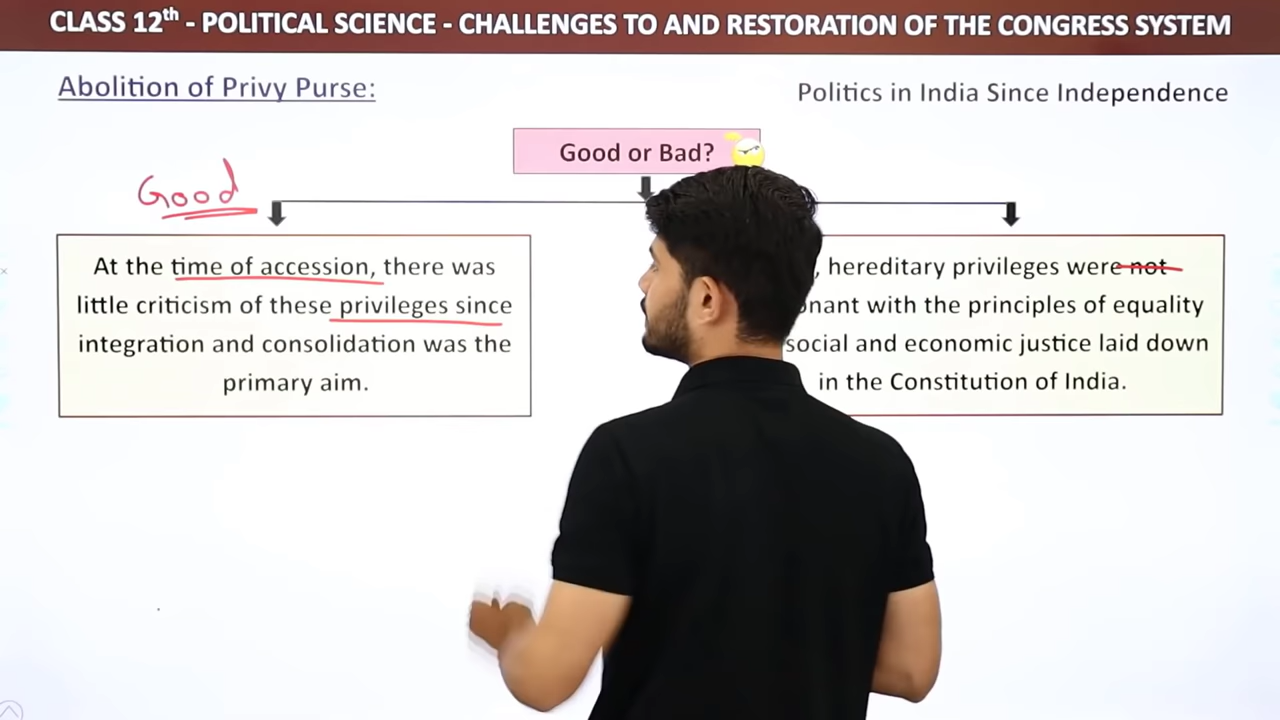 CLASS 12th - POLITICAL SCIENCE - CHALLENGES TO AND RESTORATION OF THE CONGRESS SYSTEM
Abolition of Privy Purse:
Politics in India Since Independence
Good or Bad?
Good
At the time of accession, there was
little criticism of these privileges since
integration and consolidation was the
primary aim.
, hereditary privileges were not
with the principles of equality
social and economic justice laid down
in the Constitution of India.